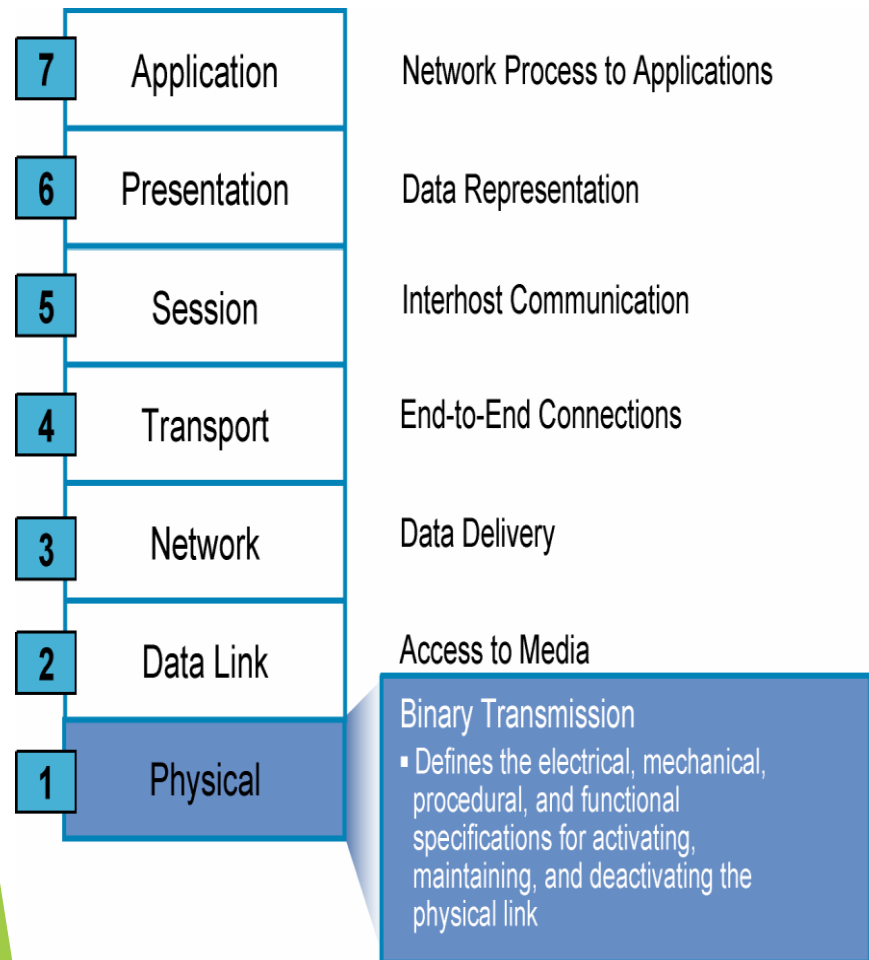 7 Application Network Process to Applications
6 Presentation Data Representation
5 Session Interhost Communication
4 Transport End-to-End Connections
3 Network Data Delivery
2 Data Link Access to Media
1 Physical
Binary Transmission
▪ Defines the electrical, mechanical,
procedural, and functional
specifications for activating,
maintaining, and deactivating the
physical link